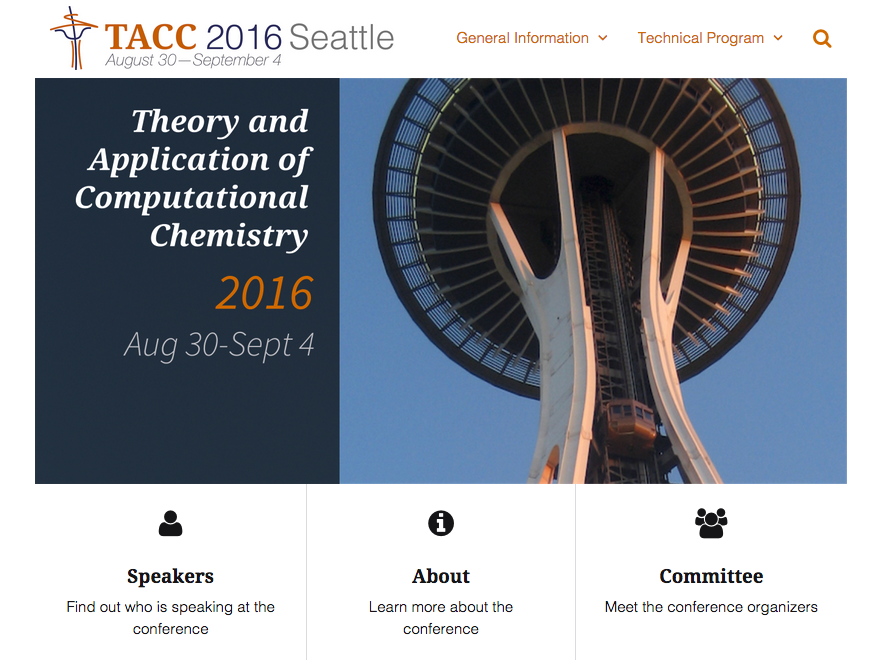 TACC 2016 Seattle
August 30—September 4
General Information
Technical Program
Theory and
Application of
Computational
Chemistry
2016
Aug 30-Sept 4
Speakers
Find out who is speaking at the
conference
About
Learn more about the
conference
Committee
Meet the conference organizers